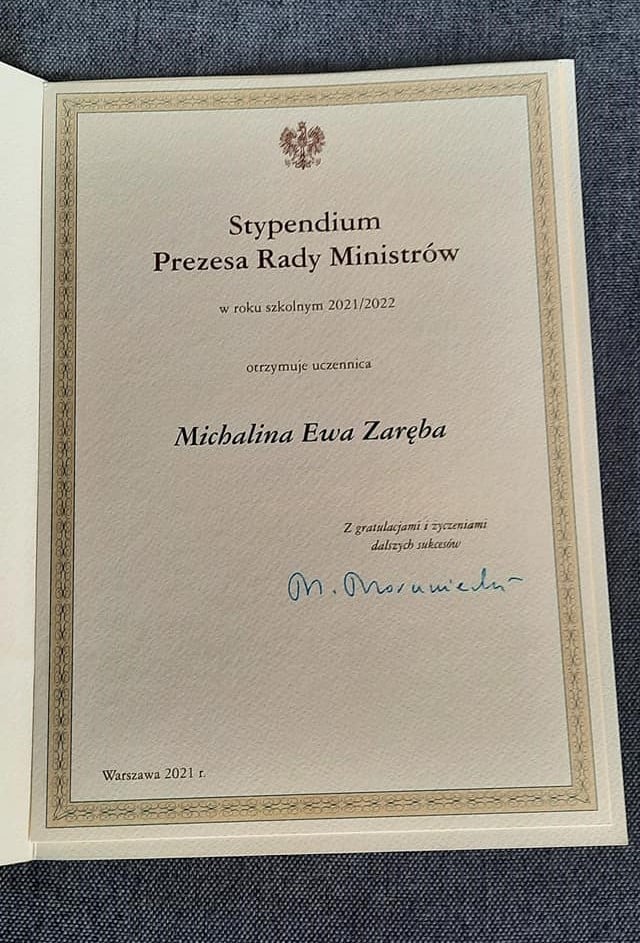 Stypendium
Prezesa Rady Ministrów
w roku szkolnym 2021/2022
otrzymuje uczennica
Michalina Ewa Zaręba
Z gratulacjami i życzeniami
dalszych sukcesów
M. Morawiecki
Warszawa 2021 r.